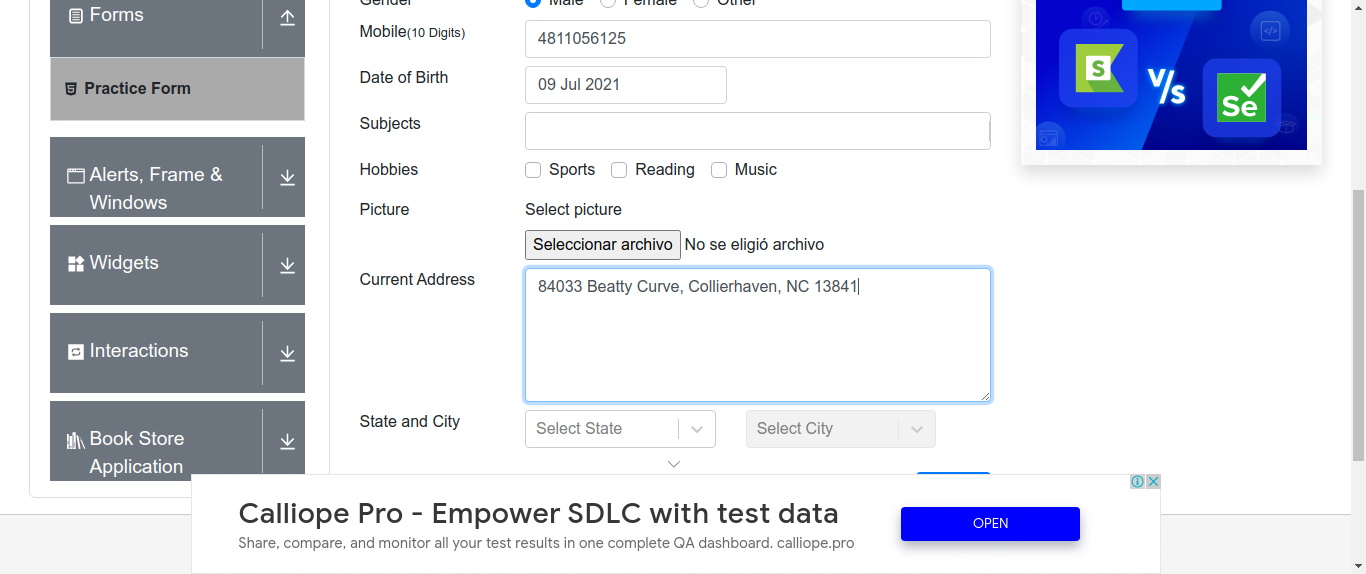 Forms
Practice Form
Alerts, Frame &
Windows
Widgets
Interactions
Book Store
Application
Gender Male Female Other
Mobile(10 Digits) 4811056125
Date of Birth 09 Jul 2021
Subjects
Hobbies Sports Reading Music
Picture Select picture
Seleccionar archivo No se eligió archivo
Current Address 84033 Beatty Curve, Collierhaven, NC 13841
State and City Select State Select City
S V/s Se
Calliope Pro - Empower SDLC with test data
Share, compare, and monitor all your test results in one complete QA dashboard. calliope.pro
OPEN